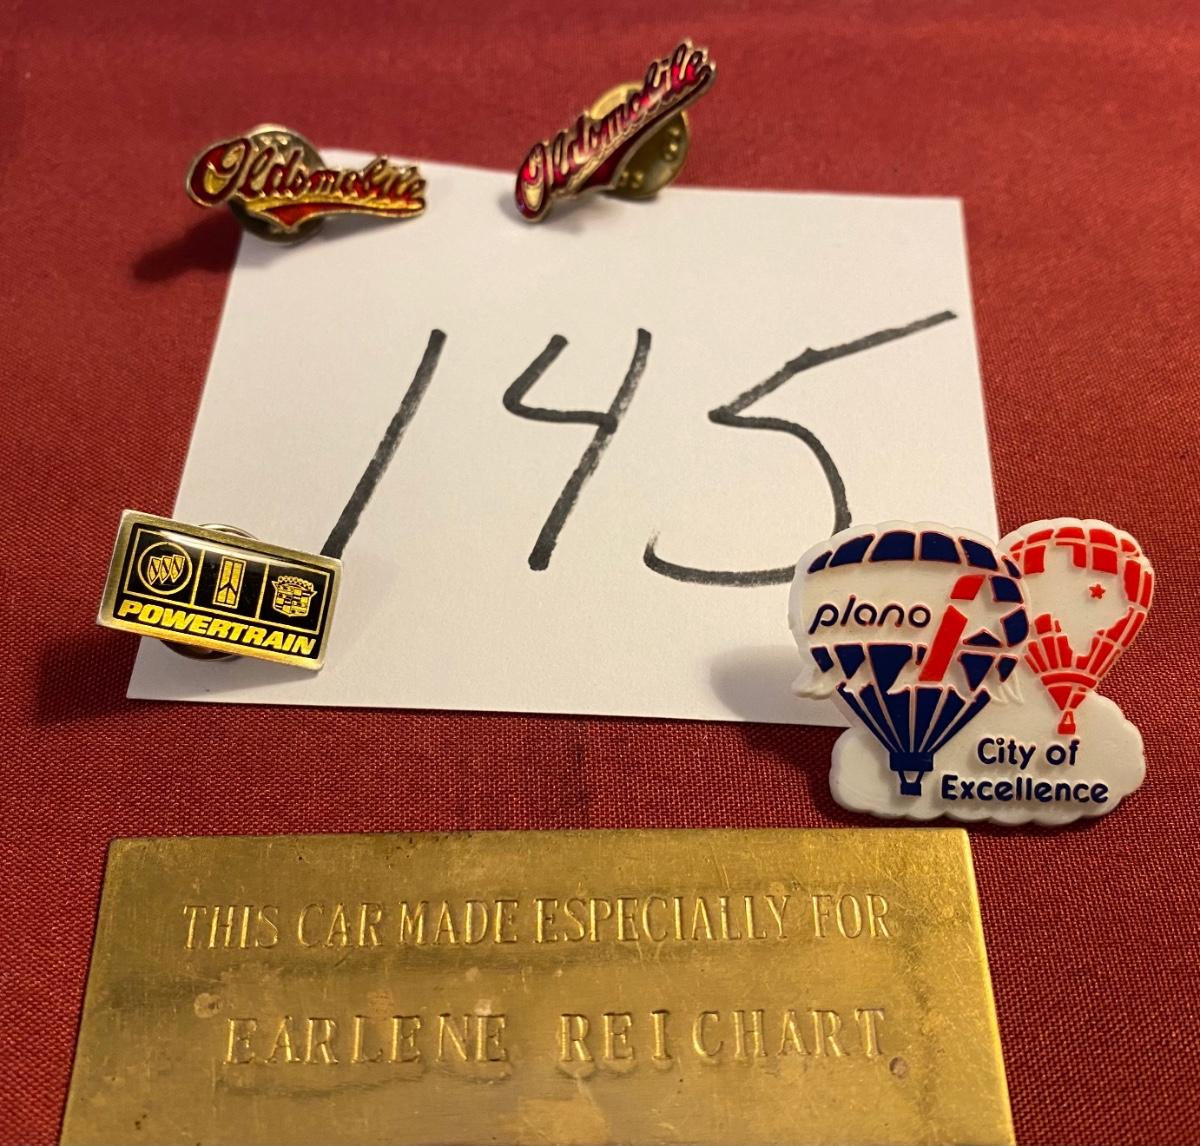 Oldsmobile
Oldsmobile
145
POWERTRAIN
plano
City of
Excellence
THIS CAR MADE ESPECIALLY FOR
EARLENE REICHART